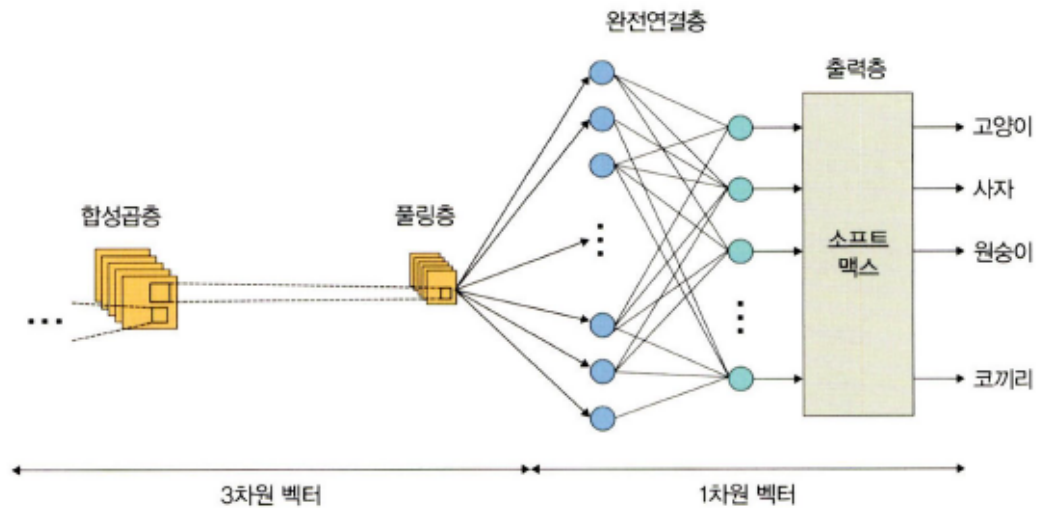 완전연결층
출력층
합성곱층
풀링층
...
소프트
맥스
고양이
사자
원숭이
코끼리
3차원 벡터
1차원 벡터